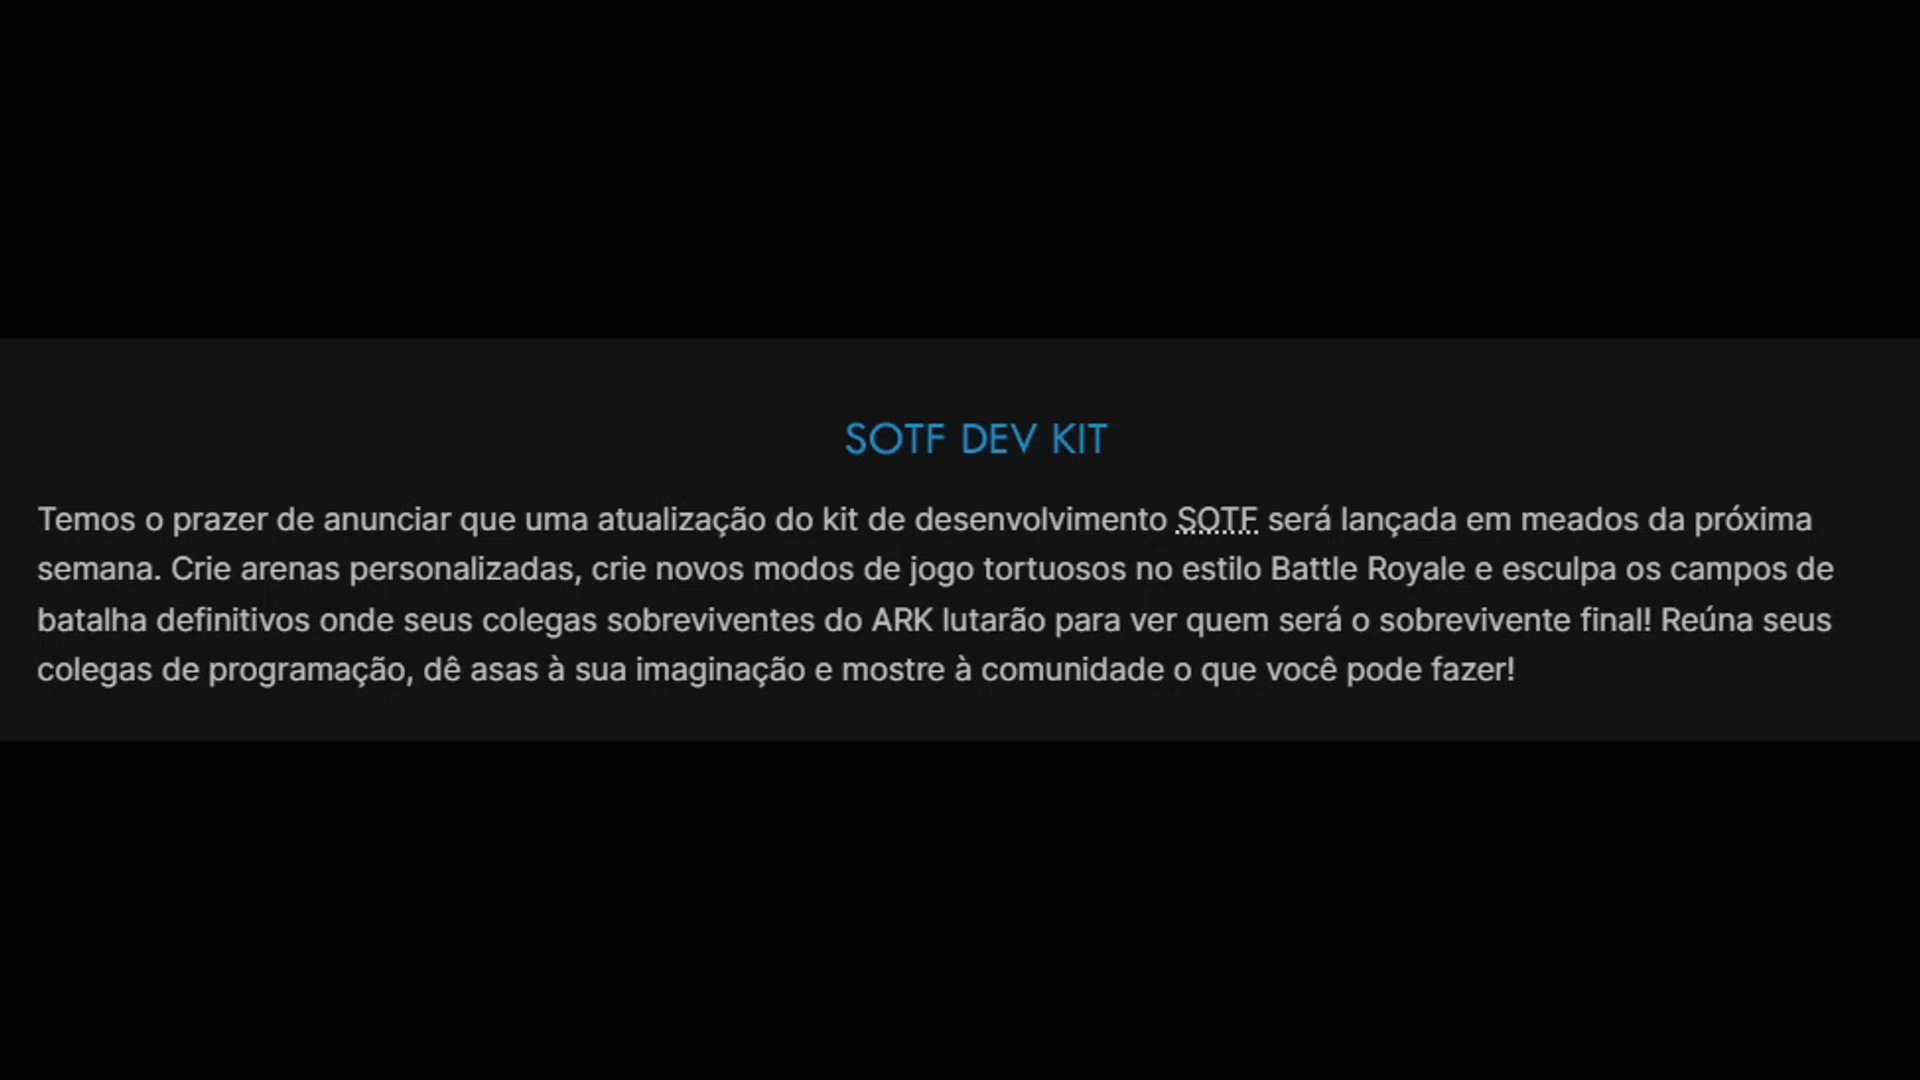 SOTF DEV KIT
Temos o prazer de anunciar que uma atualização do kit de desenvolvimento SOTF será lançada em meados da próxima
semana. Crie arenas personalizadas, crie novos modos de jogo tortuosos no estilo Battle Royale e esculpa os campos de
batalha definitivos onde seus colegas sobreviventes do ARK lutarão para ver quem será o sobrevivente final! Reúna seus
colegas de programação, dê asas à sua imaginação e mostre à comunidade o que você pode fazer!